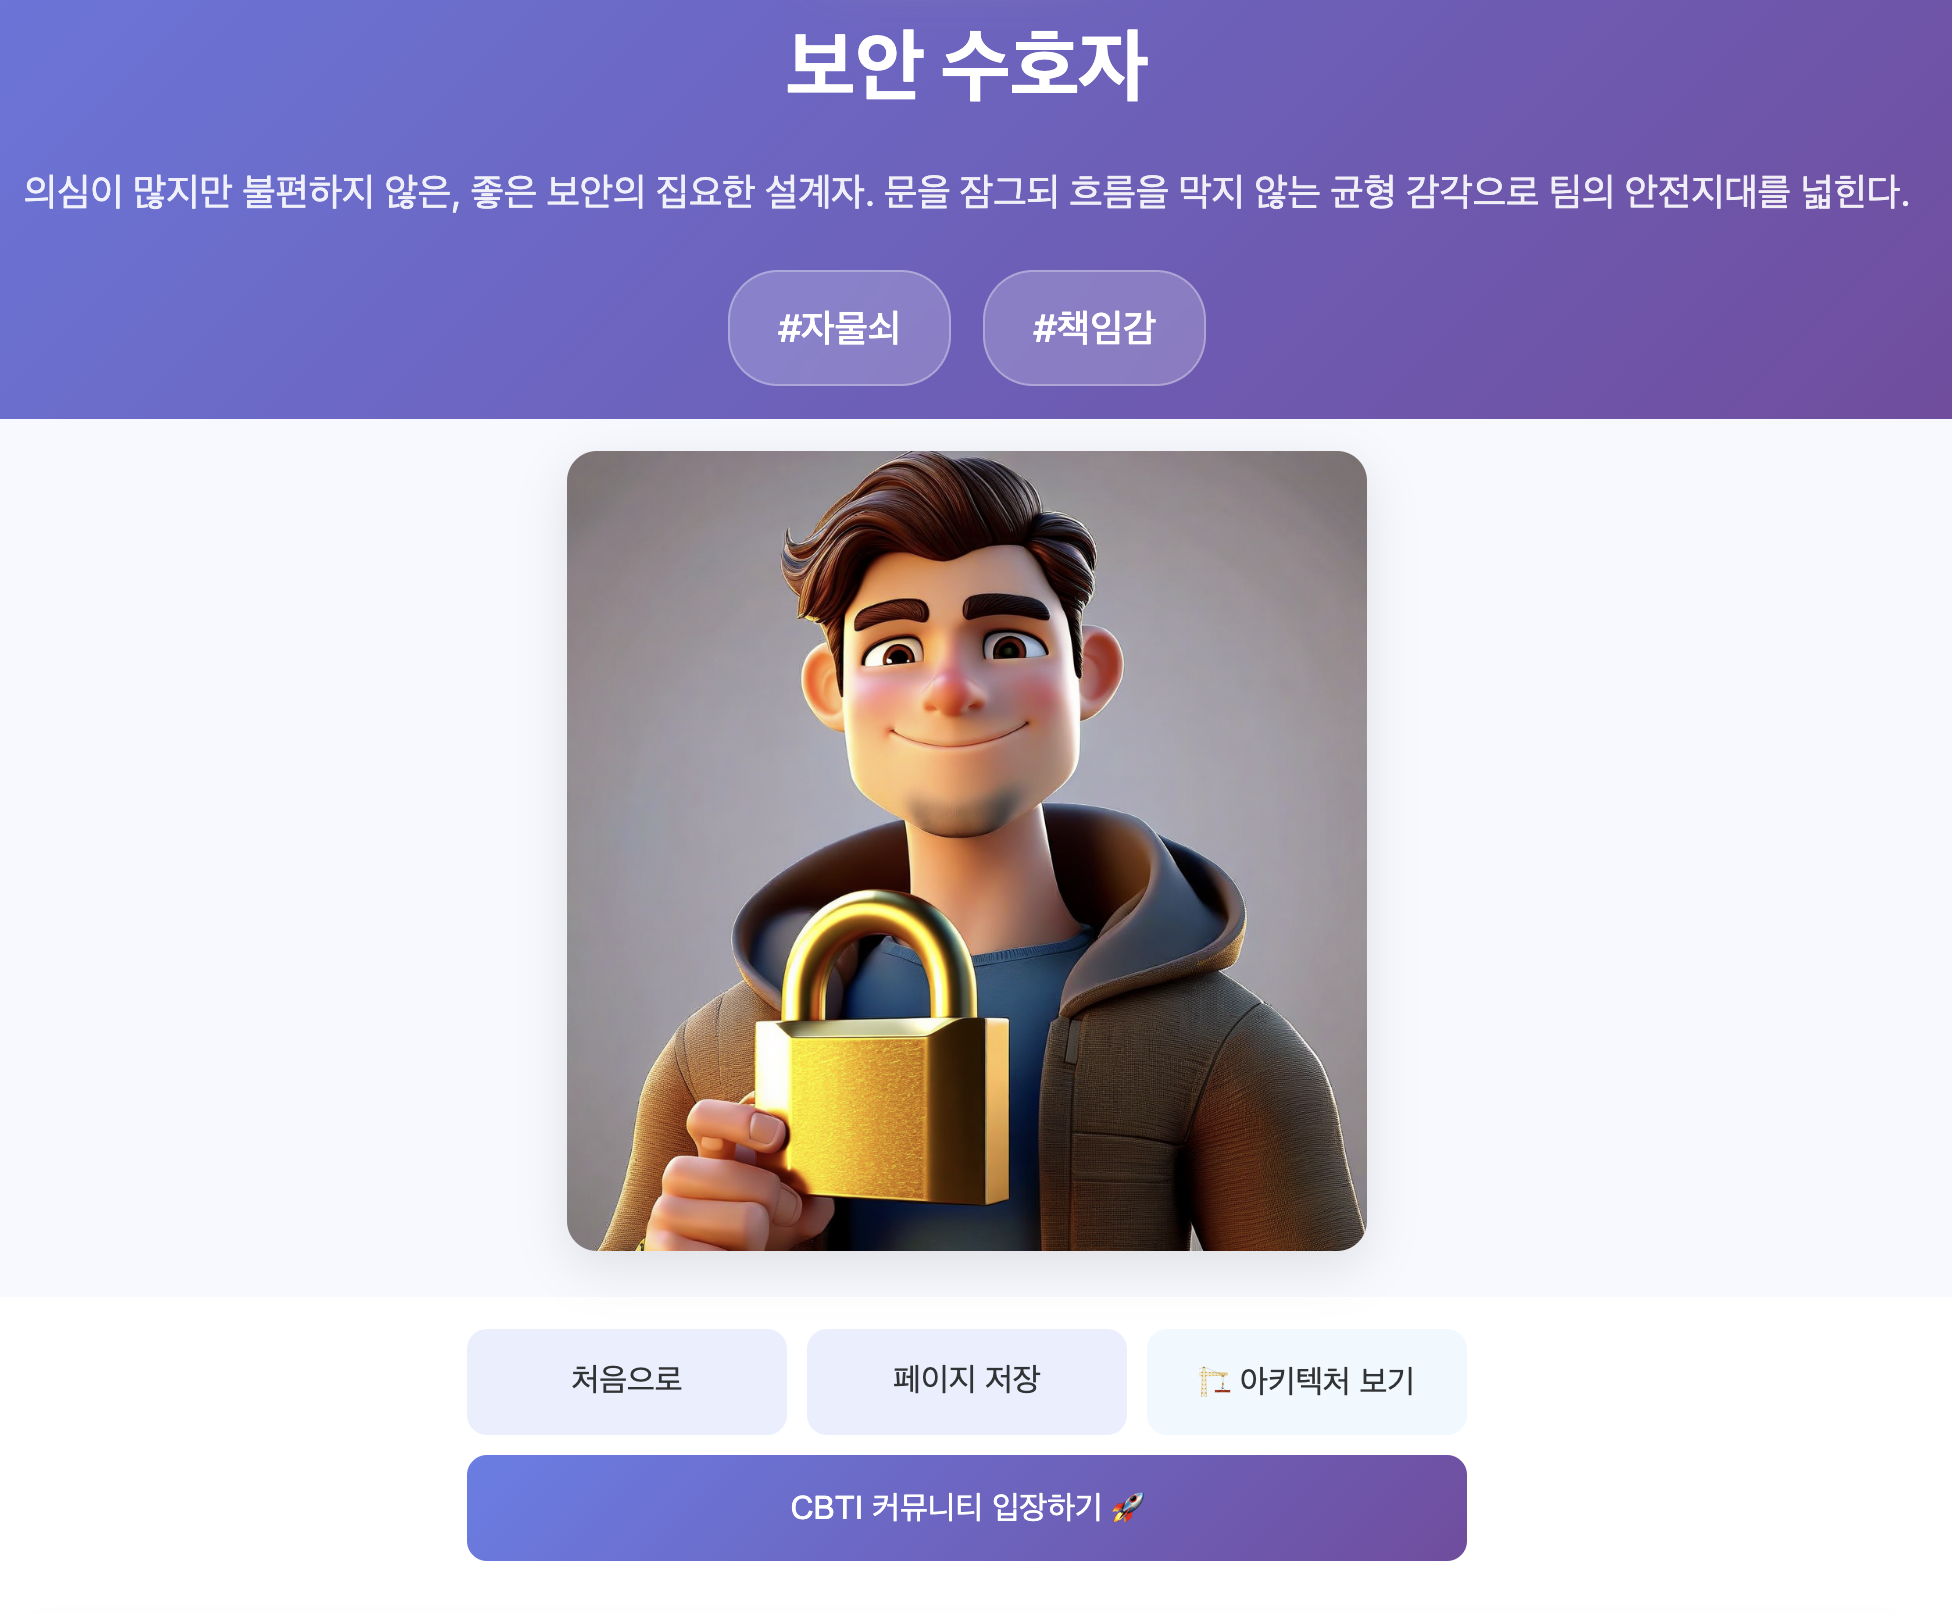 보안 수호자
의심이 많지만 불편하지 않은, 좋은 보안의 집요한 설계자. 문을 잠그되 흐름을 막지 않는 균형 감각으로 팀의 안전지대를 넓힌다.
#자물쇠 #책임감
처음으로 페이지 저장 🏗️ 아키텍처 보기
CBTI 커뮤니티 입장하기 🚀